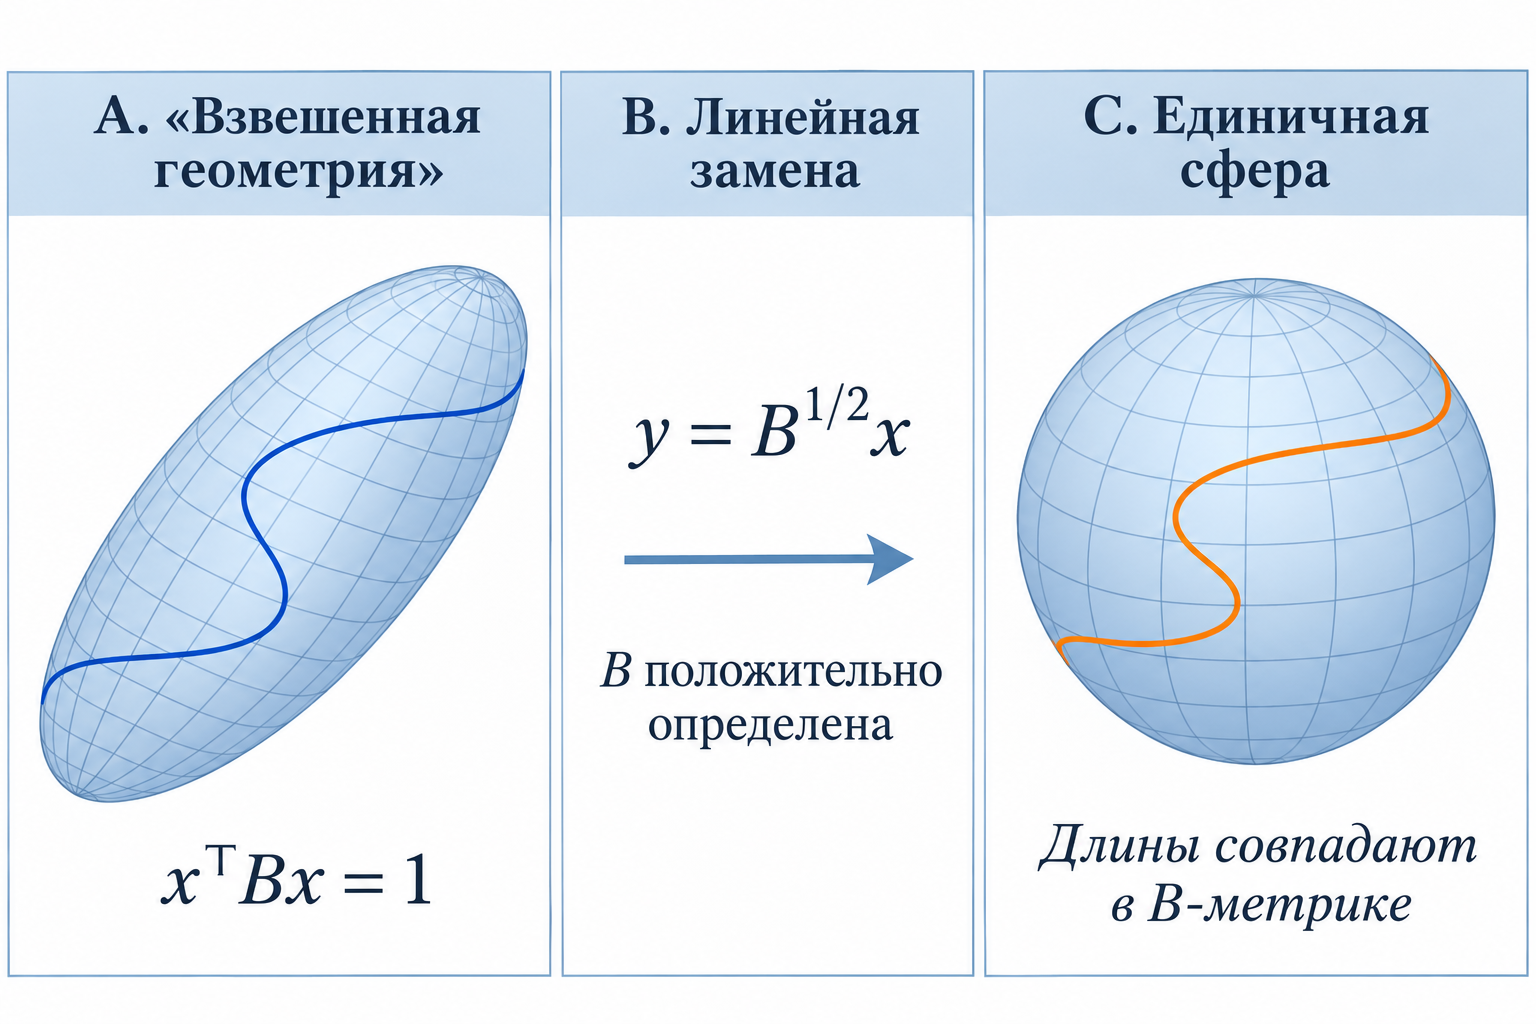 A. «Взвешенная
геометрия»
x⊤Bx = 1
B. Линейная
замена
y = B^{1/2}x
B положительно
определена
C. Единичная
сфера
Длины совпадают
в B-метрике